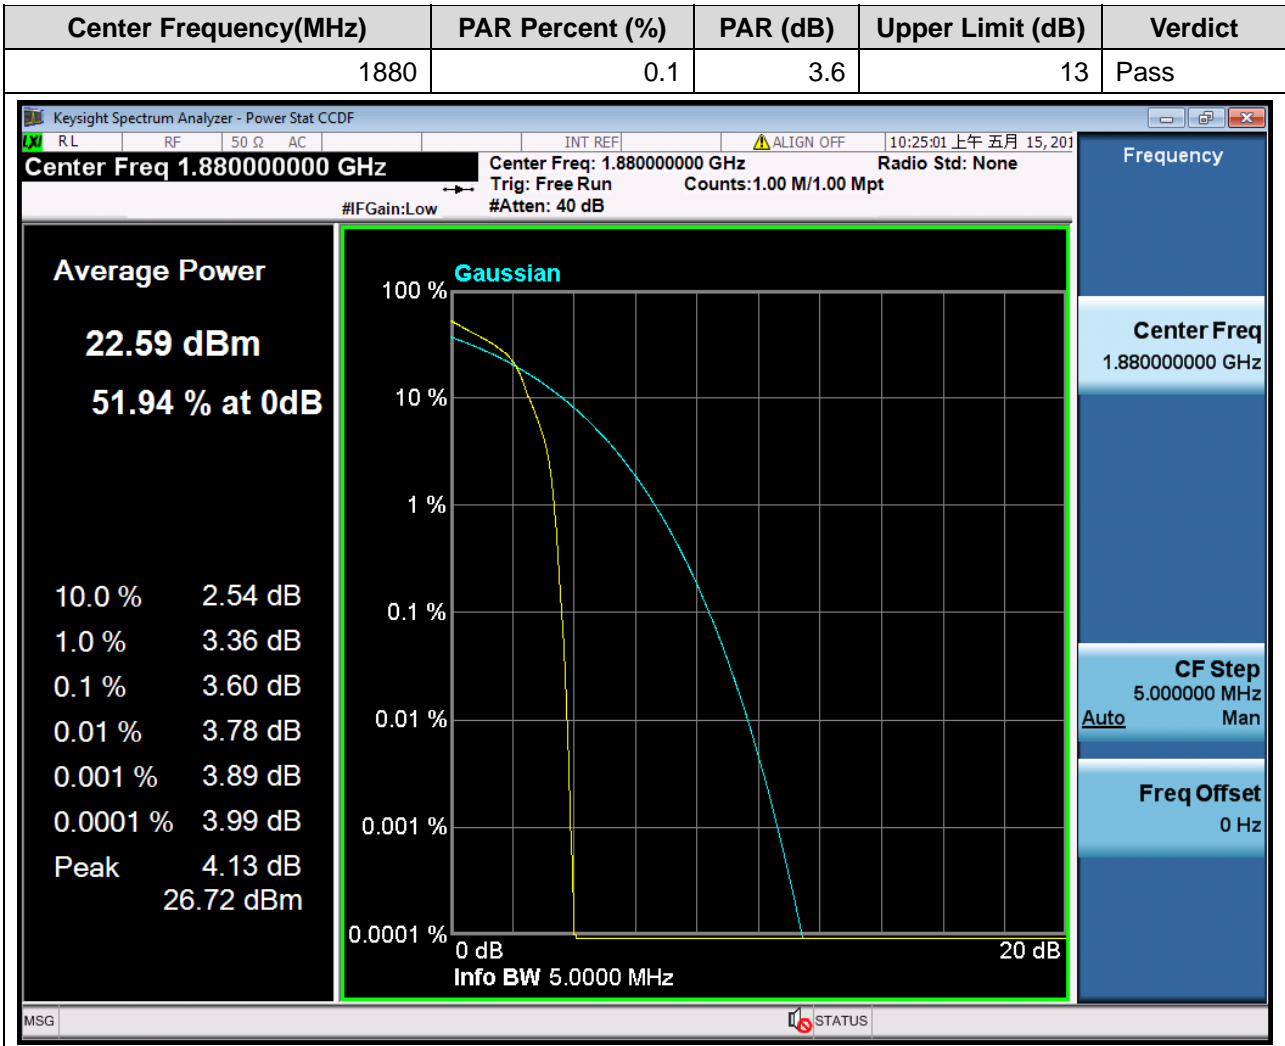 Center Frequency(MHz) PAR Percent (%) PAR (dB) Upper Limit (dB) Verdict
1880 0.1 3.6 13 Pass
Keysight Spectrum Analyzer - Power Stat CCDF
LXI RL RF 50 Ω AC INT REF ALIGN OFF 10:25:01 上午 五月 15, 201
Center Freq 1.880000000 GHz
#IFGain:Low
Center Freq: 1.880000000 GHz Radio Std: None
Trig: Free Run Counts:1.00 M/1.00 Mpt
#Atten: 40 dB
Average Power
22.59 dBm
51.94 % at 0dB
10.0 % 2.54 dB
1.0 % 3.36 dB
0.1 % 3.60 dB
0.01 % 3.78 dB
0.001 % 3.89 dB
0.0001 % 3.99 dB
Peak 4.13 dB
26.72 dBm
Gaussian
100 %
10 %
1 %
0.1 %
0.01 %
0.001 %
0.0001 %
0 dB 20 dB
Info BW 5.0000 MHz
Frequency
Center Freq
1.880000000 GHz
CF Step
5.000000 MHz
Auto Man
Freq Offset
0 Hz
MSG STATUS